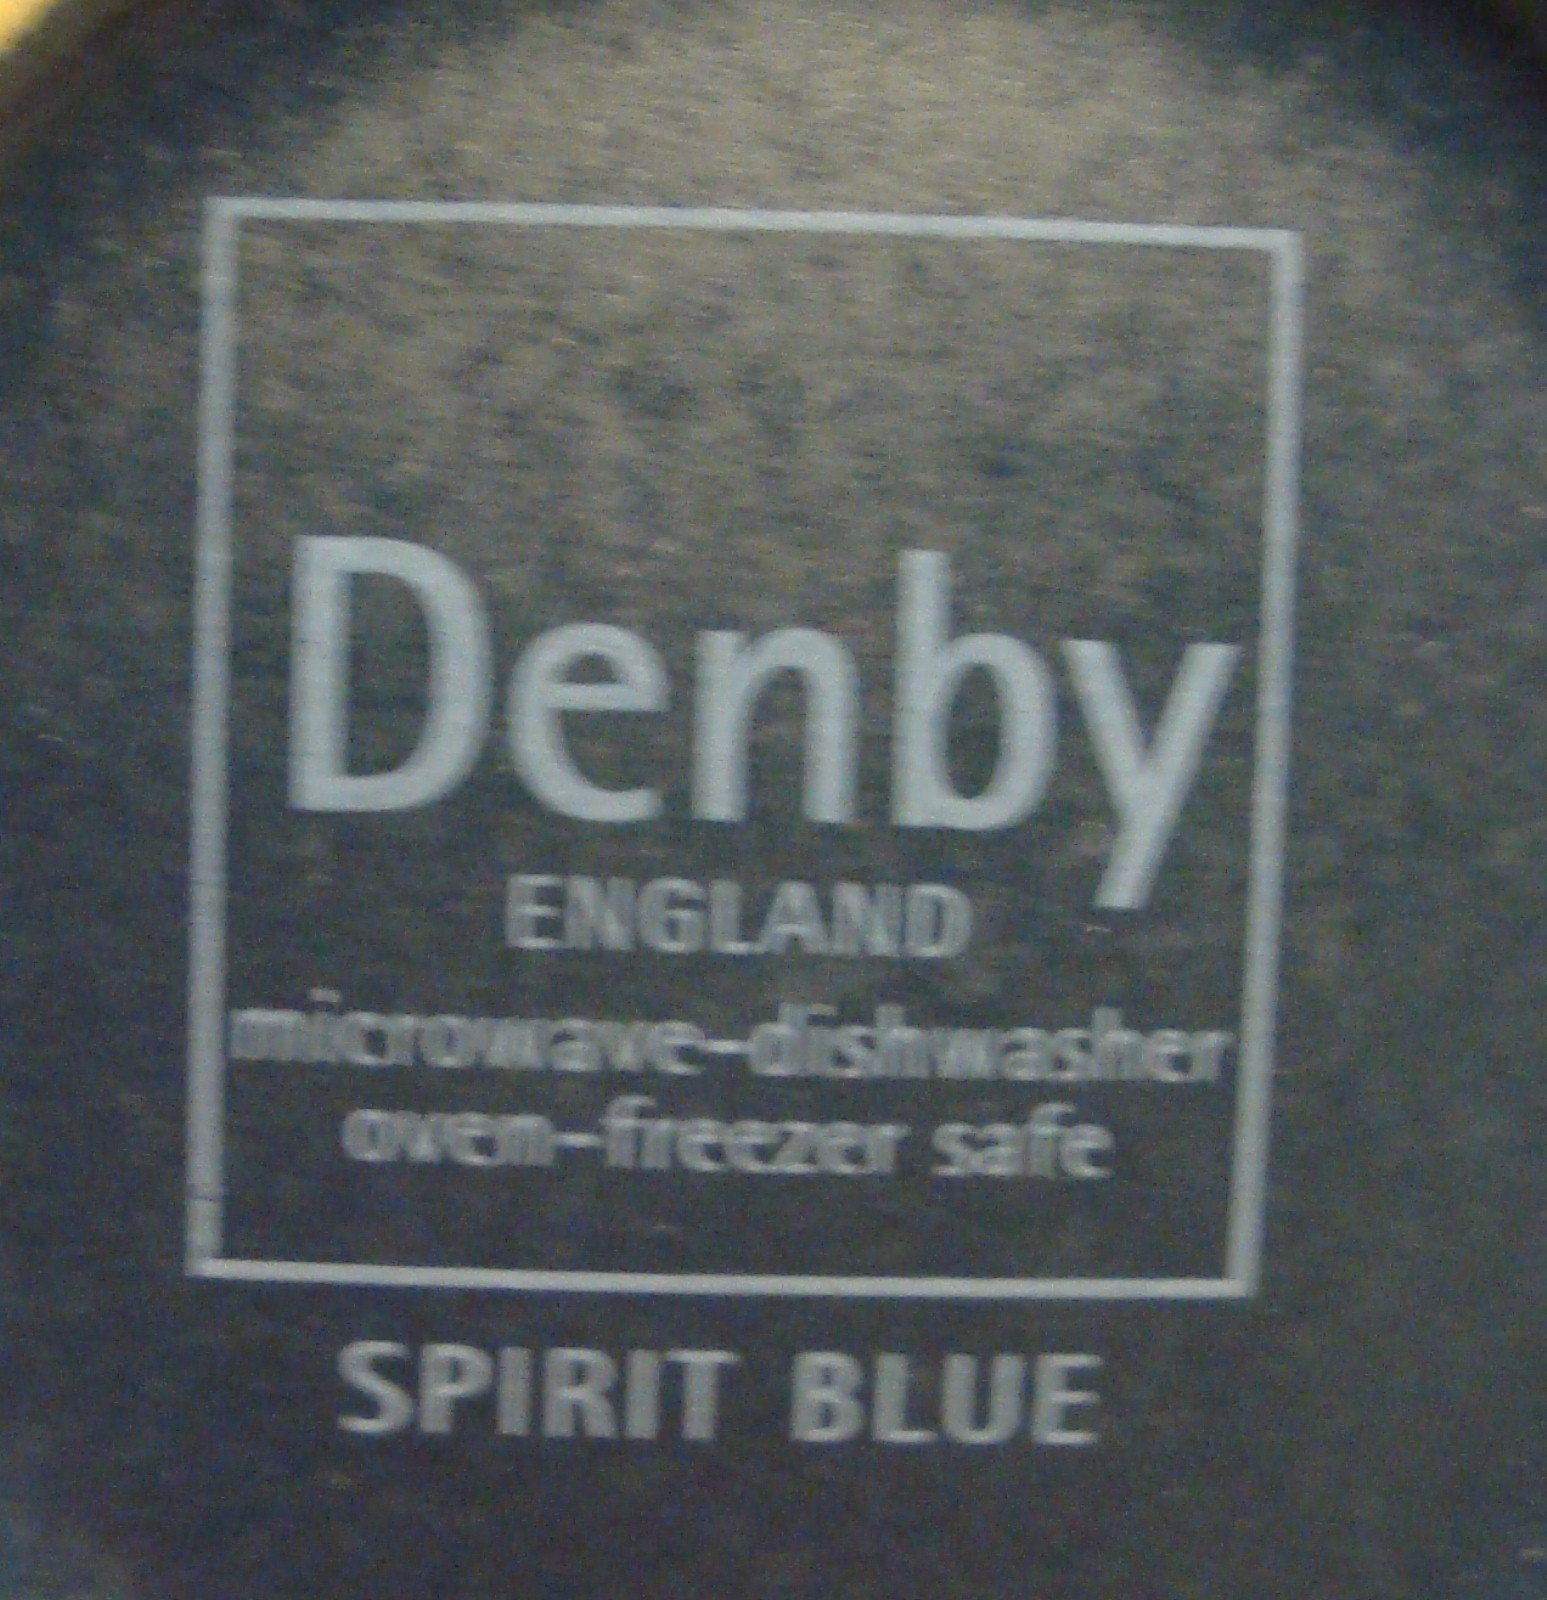 Denby
ENGLAND
microwave-dishwasher
oven-freezer safe
SPIRIT BLUE